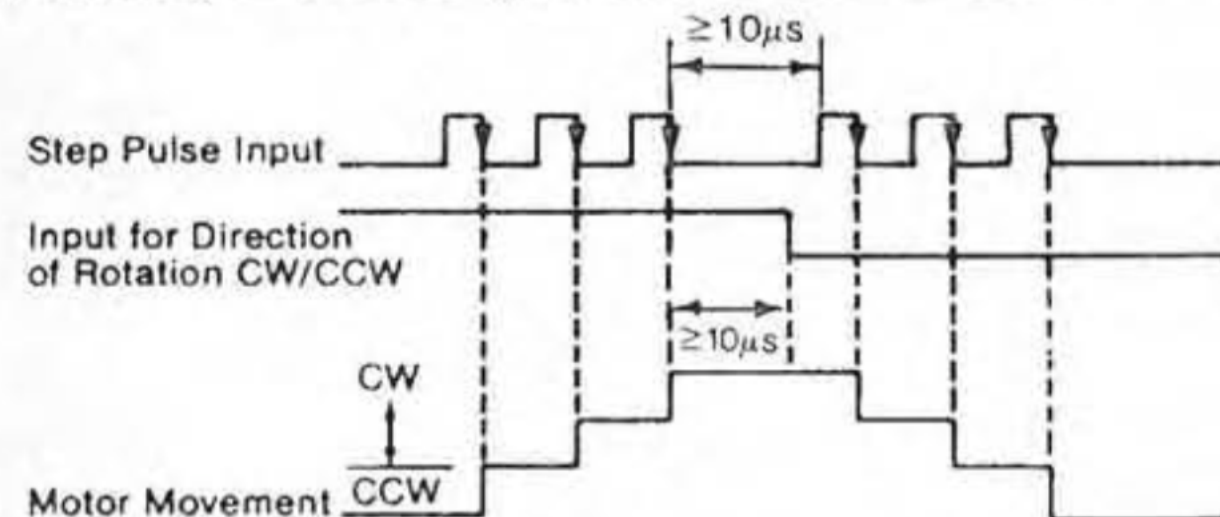 ≥10μs
Step Pulse Input
Input for Direction
of Rotation CW/CCW
≥10μs
CW
CCW
Motor Movement